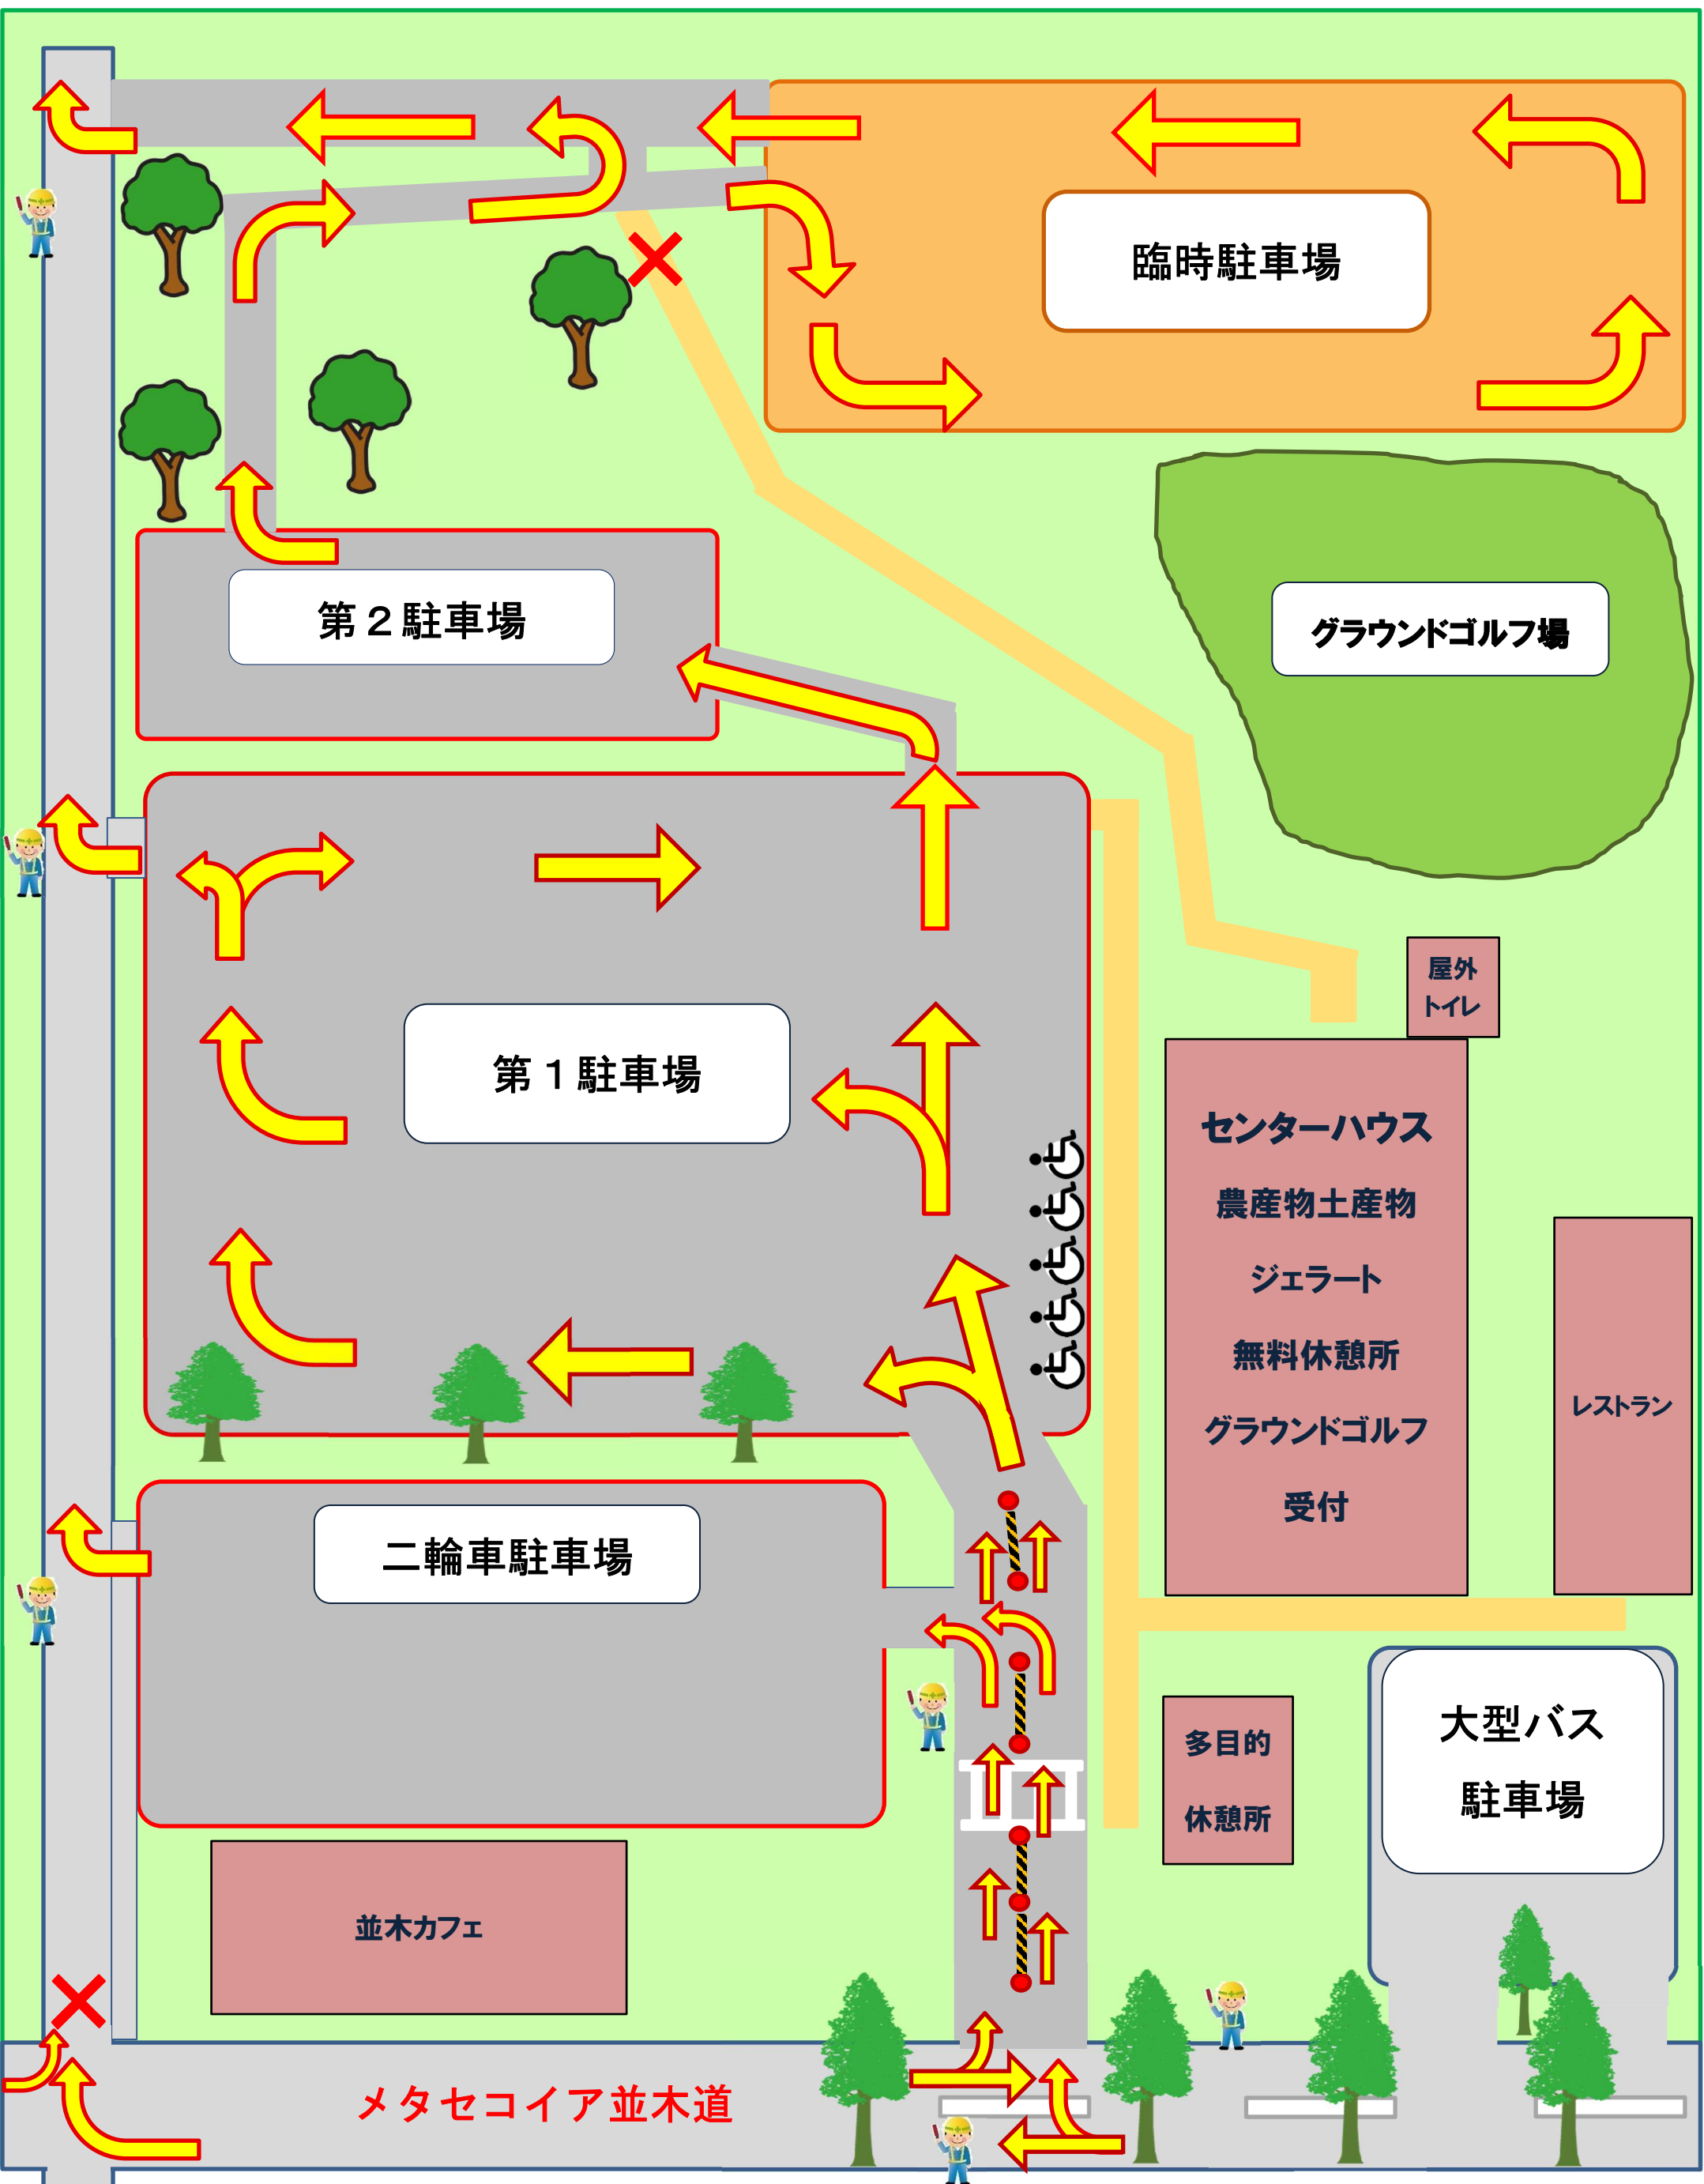 臨時駐車場
第２駐車場
グラウンドゴルフ場
屋外
トイレ
第１駐車場
センターハウス
農産物土産物
ジェラート
無料休憩所
グラウンドゴルフ
受付
レストラン
二輪車駐車場
大型バス
駐車場
多目的
休憩所
並木カフェ
メタセコイア並木道